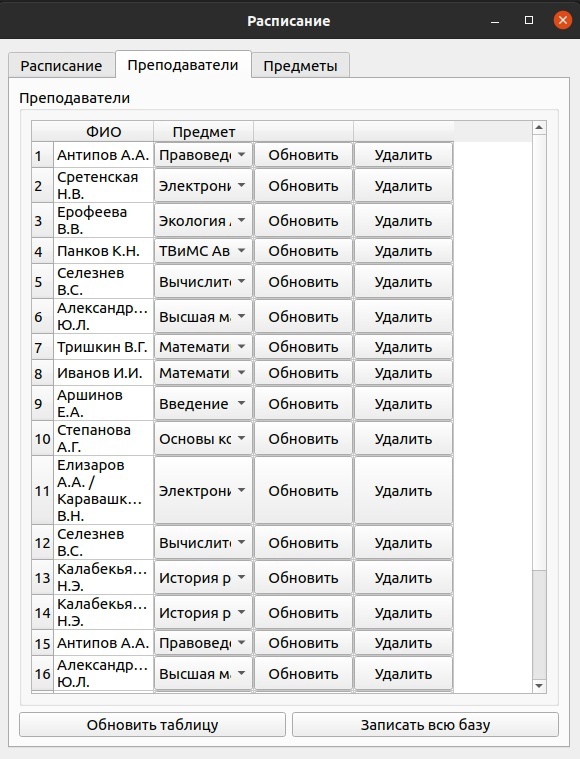 Расписание
Расписание Преподаватели Предметы
Преподаватели
ФИО Предмет
1 Антипов А.А. Правоведе Обновить Удалить
2 Сретенская Н.В. Электрони Обновить Удалить
3 Ерофеева В.В. Экология Обновить Удалить
4 Панков К.Н. ТВиМС Ав Обновить Удалить
5 Селезнев В.С. Вычислите Обновить Удалить
6 Александр... Ю.Л. Высшая ма Обновить Удалить
7 Тришкин В.Г. Математи Обновить Удалить
8 Иванов И.И. Математи Обновить Удалить
9 Аршинов Е.А. Введение Обновить Удалить
10 Степанова А.Г. Основы ко Обновить Удалить
11 Елизаров А.А. / Каравашк... В.Н. Электрони Обновить Удалить
12 Селезнев В.С. Вычислите Обновить Удалить
13 Калабекья... Н.Э. История р Обновить Удалить
14 Калабекья... Н.Э. История р Обновить Удалить
15 Антипов А.А. Правоведе Обновить Удалить
16 Александр... Ю.Л. Высшая ма Обновить Удалить
Обновить таблицу Записать всю базу